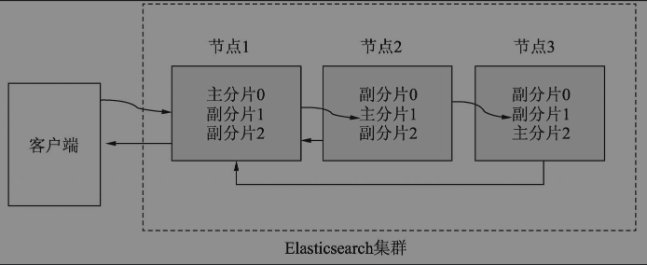 节点1
节点2
节点3
客户端
主分片0
副分片1
副分片2
副分片0
主分片1
副分片2
副分片0
副分片1
主分片2
Elasticsearch集群